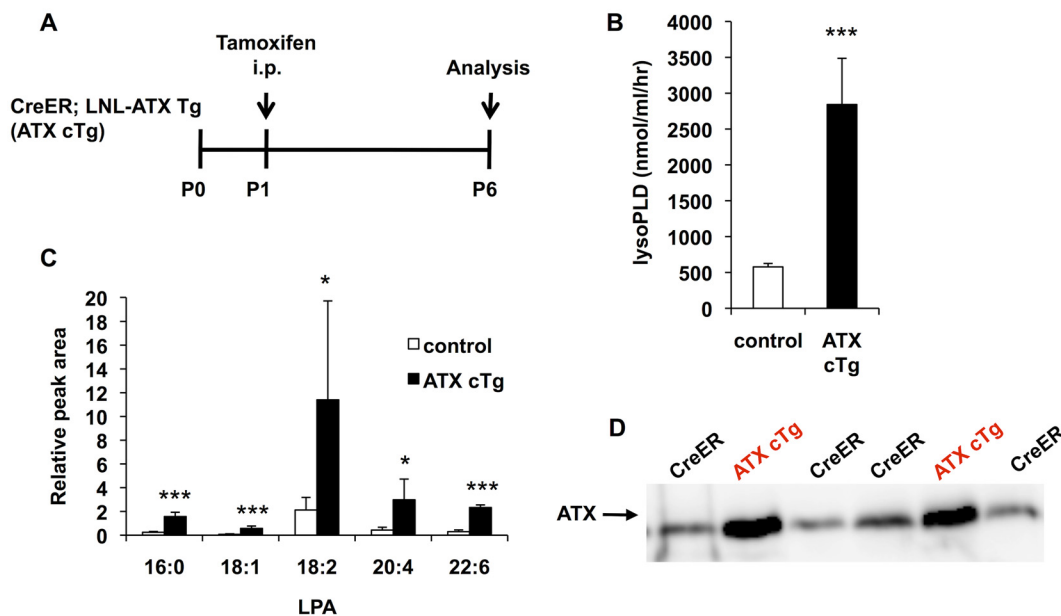 A
Tamoxifen
i.p.
Analysis
CreER; LNL-ATX Tg
(ATX cTg)
P0
P1
P6
B
lysoPLD (nmol/ml/hr)
4000
3500
3000
2500
2000
1500
1000
500
0
***
control
ATX
cTg
C
Relative peak area
20
18
16
14
12
10
8
6
4
2
0
control
ATX cTg
***
***
*
*
***
16:0
18:1
18:2
20:4
22:6
LPA
D
CreER
ATX cTg
CreER
CreER
ATX cTg
CreER
ATX